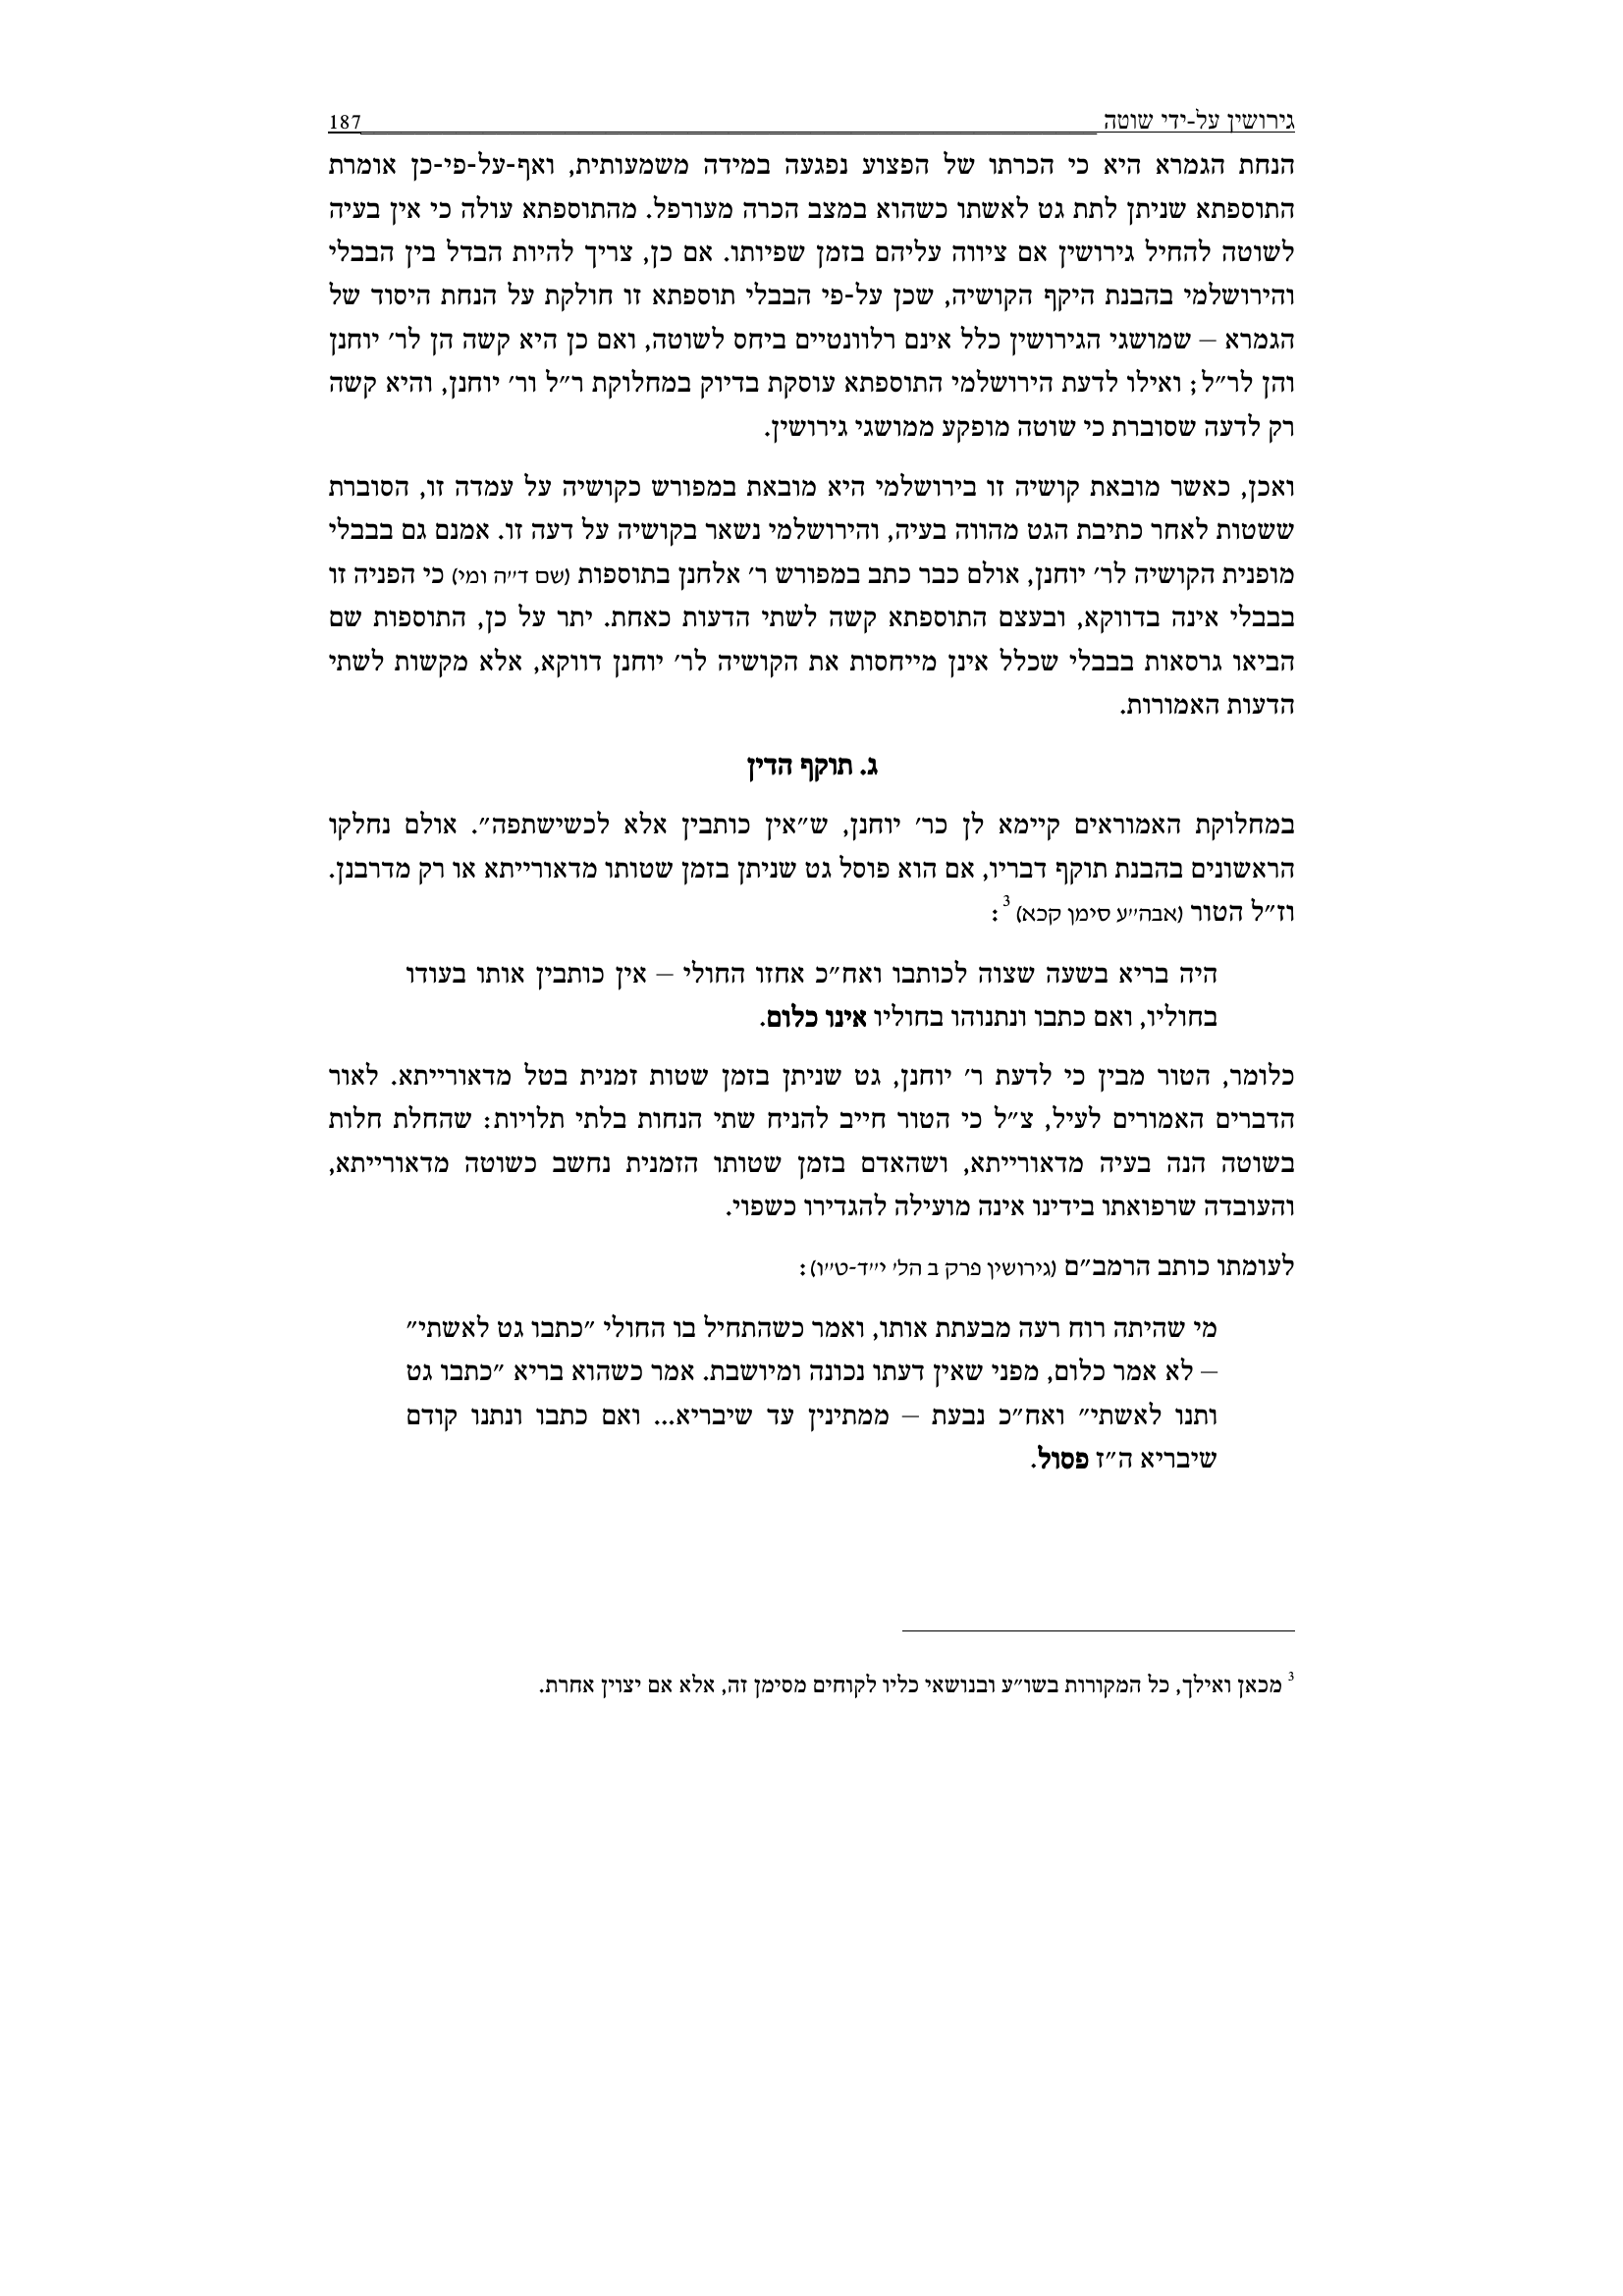 גירושין על-ידי שוטה 187
הנחת הגמרא היא כי הכרתו של הפצוע נפגעה במידה משמעותית, ואף-על-פי-כן אומרת
התוספתא שניתן לתת גט לאשתו כשהוא במצב הכרה מעורפל. מהתוספתא עולה כי אין בעיה
לשוטה להחיל גירושין אם ציווה עליהם בזמן שפיותו. אם כן, צריך להיות הבדל בין הבבלי
והירושלמי בהבנת היקף הקושיה, שכן על-פי הבבלי תוספתא זו חולקת על הנחת היסוד של
הגמרא – שמושגי הגירושין כלל אינם רלוונטיים ביחס לשוטה, ואם כן היא קשה הן לר׳ יוחנן
והן לר״ל; ואילו לדעת הירושלמי התוספתא עוסקת בדיוק במחלוקת ר״ל ור׳ יוחנן, והיא קשה
רק לדעה שסוברת כי שוטה מופקע ממושגי גירושין.
ואכן, כאשר מובאת קושיה זו בירושלמי היא מובאת במפורש כקושיה על עמדה זו, הסוברת
ששטות לאחר כתיבת הגט מהווה בעיה, והירושלמי נשאר בקושיה על דעה זו. אמנם גם בבבלי
מופנית הקושיה לר׳ יוחנן, אולם כבר כתב במפורש ר׳ אלחנן בתוספות (שם ד״ה ומי) כי הפניה זו
בבבלי אינה בדווקא, ובעצם התוספתא קשה לשתי הדעות כאחת. יתר על כן, התוספות שם
הביאו גרסאות בבבלי שכלל אינן מייחסות את הקושיה לר׳ יוחנן דווקא, אלא מקשות לשתי
הדעות האמורות.
ג. תוקף הדין
במחלוקת האמוראים קיימא לן כר׳ יוחנן, ש״אין כותבין אלא לכשישתפה״. אולם נחלקו
הראשונים בהבנת תוקף דבריו, אם הוא פוסל גט שניתן בזמן שטותו מדאורייתא או רק מדרבנן.
וז״ל הטור (אבה״ע סימן קכא)3:
היה בריא בשעה שצוה לכותבו ואח״כ אחזו החולי – אין כותבין אותו בעודו
בחוליו, ואם כתבו ונתנוהו בחוליו אינו כלום.
כלומר, הטור מבין כי לדעת ר׳ יוחנן, גט שניתן בזמן שטות זמנית בטל מדאורייתא. לאור
הדברים האמורים לעיל, צ״ל כי הטור חייב להניח שתי הנחות בלתי תלויות: שהחלת חלות
בשוטה הנה בעיה מדאורייתא, ושהאדם בזמן שטותו הזמנית נחשב כשוטה מדאורייתא,
והעובדה שרפואתו בידינו אינה מועילה להגדירו כשפוי.
לעומתו כותב הרמב״ם (גירושין פרק ב הל׳ י״ד-ט״ו):
מי שהיתה רוח רעה מבעתת אותו, ואמר כשהתחיל בו החולי ״כתבו גט לאשתי״
– לא אמר כלום, מפני שאין דעתו נכונה ומיושבת. אמר כשהוא בריא ״כתבו גט
ותנו לאשתי״ ואח״כ נבעת – ממתינין עד שיבריא... ואם כתבו ונתנו קודם
שיבריא ה״ז פסול.
3 מכאן ואילך, כל המקורות בשו״ע ובנושאי כליו לקוחים מסימן זה, אלא אם יצוין אחרת.